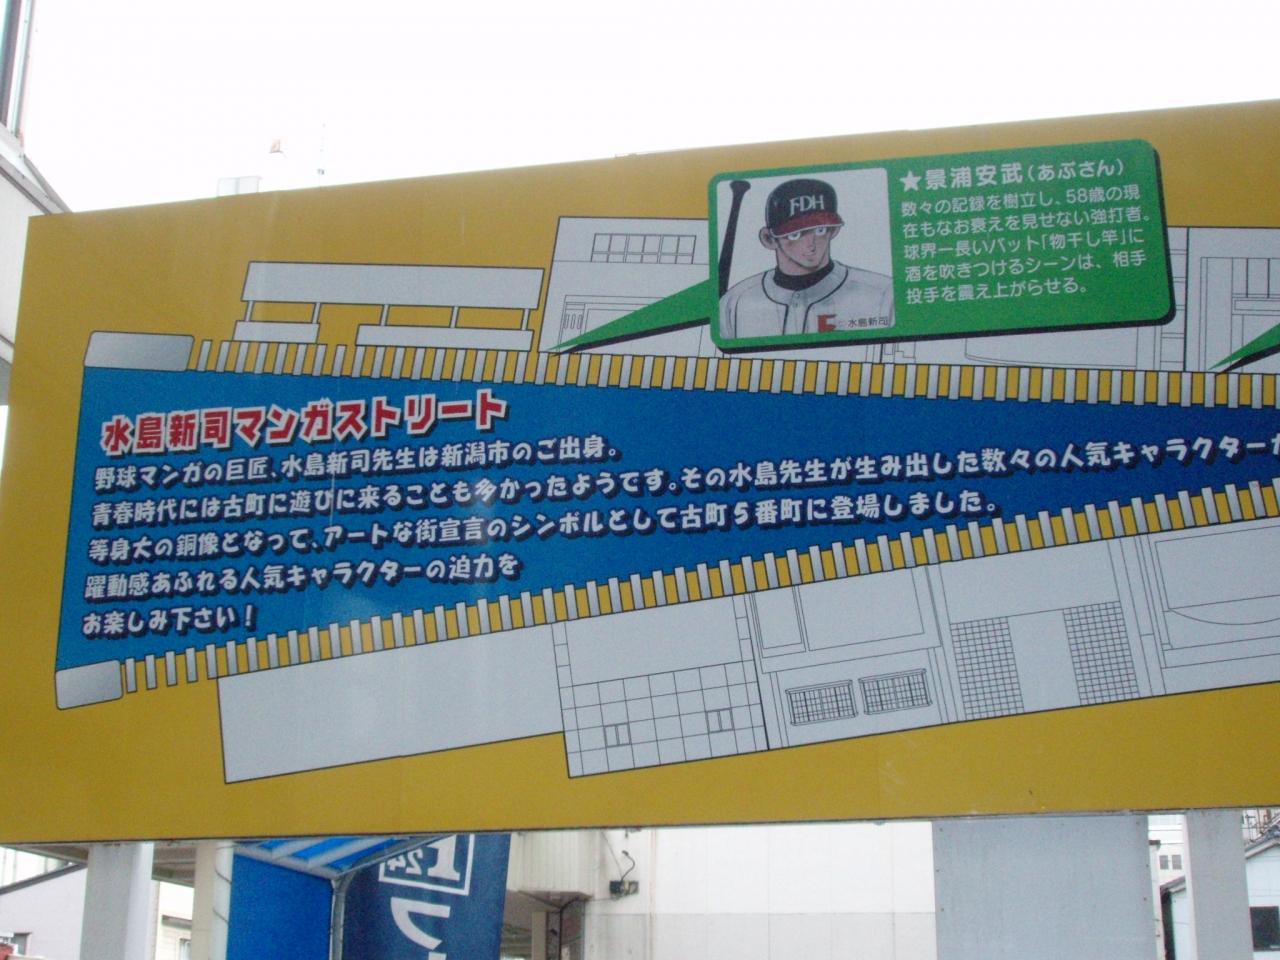 ★景浦安武(あぶさん)
数々の記録を樹立し、58歳の現
在もなお衰えを見せない強打者。
球界一長いバット「物干し竿」に
酒を吹きつけるシーンは、相手
投手を震え上がらせる。
FDH
F
©水島新司
水島新司マンガストリート
野球マンガの巨匠、水島新司先生は新潟市のご出身。
青春時代には古町に遊びに来ることも多かったようです。その水島先生が生み出した数々の人気キャラクターが
等身大の銅像となって、アートな街宣言のシンボルとして古町5番町に登場しました。
躍動感あふれる人気キャラクターの迫力を
お楽しみ下さい!
24
フ